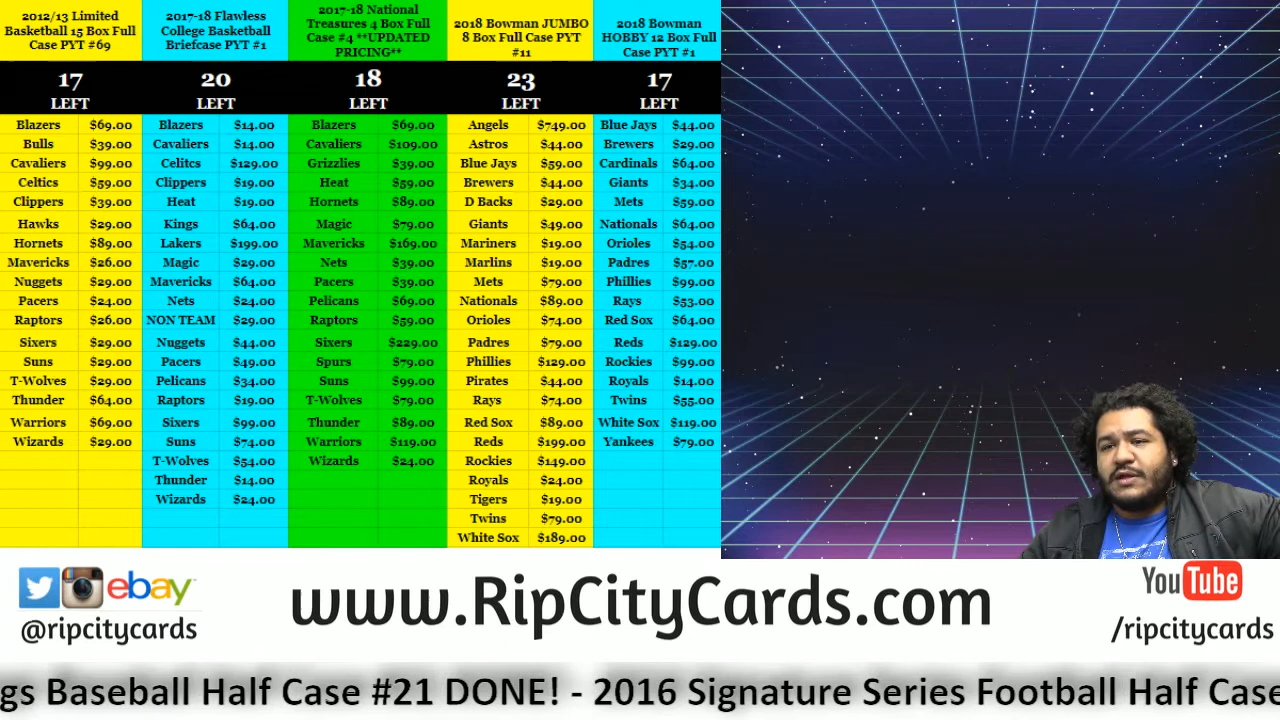 2012/13 Limited
Basketball 15 Box Full
Case PYT #69
17
LEFT
Blazers $69.00
Bulls $39.00
Cavaliers $99.00
Celtics $59.00
Clippers $39.00
Hawks $29.00
Hornets $89.00
Mavericks $26.00
Nuggets $29.00
Pacers $24.00
Raptors $26.00
Sixers $29.00
Suns $29.00
T-Wolves $29.00
Thunder $64.00
Warriors $69.00
Wizards $29.00
2017-18 Flawless
College Basketball
Briefcase PYT #1
20
LEFT
Blazers $14.00
Cavaliers $14.00
Celitcs $129.00
Clippers $19.00
Heat $19.00
Kings $64.00
Lakers $199.00
Magic $29.00
Mavericks $64.00
Nets $24.00
NON TEAM $29.00
Nuggets $44.00
Pacers $49.00
Pelicans $34.00
Raptors $19.00
Sixers $99.00
Suns $74.00
T-Wolves $54.00
Thunder $14.00
Wizards $24.00
2017-18 National
Treasures 4 Box Full
Case #4 **UPDATED
PRICING**
18
LEFT
Blazers $69.00
Cavaliers $109.00
Grizzlies $39.00
Heat $59.00
Hornets $89.00
Magic $79.00
Mavericks $169.00
Nets $39.00
Pacers $39.00
Pelicans $69.00
Raptors $59.00
Sixers $229.00
Spurs $79.00
Suns $99.00
T-Wolves $79.00
Thunder $89.00
Warriors $119.00
Wizards $24.00
2018 Bowman JUMBO
8 Box Full Case PYT
#11
23
LEFT
Angels $749.00
Astros $44.00
Blue Jays $59.00
Brewers $44.00
D Backs $29.00
Giants $49.00
Mariners $19.00
Marlins $19.00
Mets $79.00
Nationals $89.00
Orioles $74.00
Padres $79.00
Phillies $129.00
Pirates $44.00
Rays $74.00
Red Sox $89.00
Reds $199.00
Rockies $149.00
Royals $24.00
Tigers $19.00
Twins $79.00
White Sox $189.00
2018 Bowman
HOBBY 12 Box Full
Case PYT #1
17
LEFT
Blue Jays $44.00
Brewers $29.00
Cardinals $64.00
Giants $34.00
Mets $59.00
Nationals $64.00
Orioles $54.00
Padres $57.00
Phillies $99.00
Rays $53.00
Red Sox $64.00
Reds $129.00
Rockies $99.00
Royals $14.00
Twins $55.00
White Sox $119.00
Yankees $79.00
ebay
@ripcitycards
www.RipCityCards.com
YouTube
/ripcitycards
gs Baseball Half Case #21 DONE! - 2016 Signature Series Football Half Case